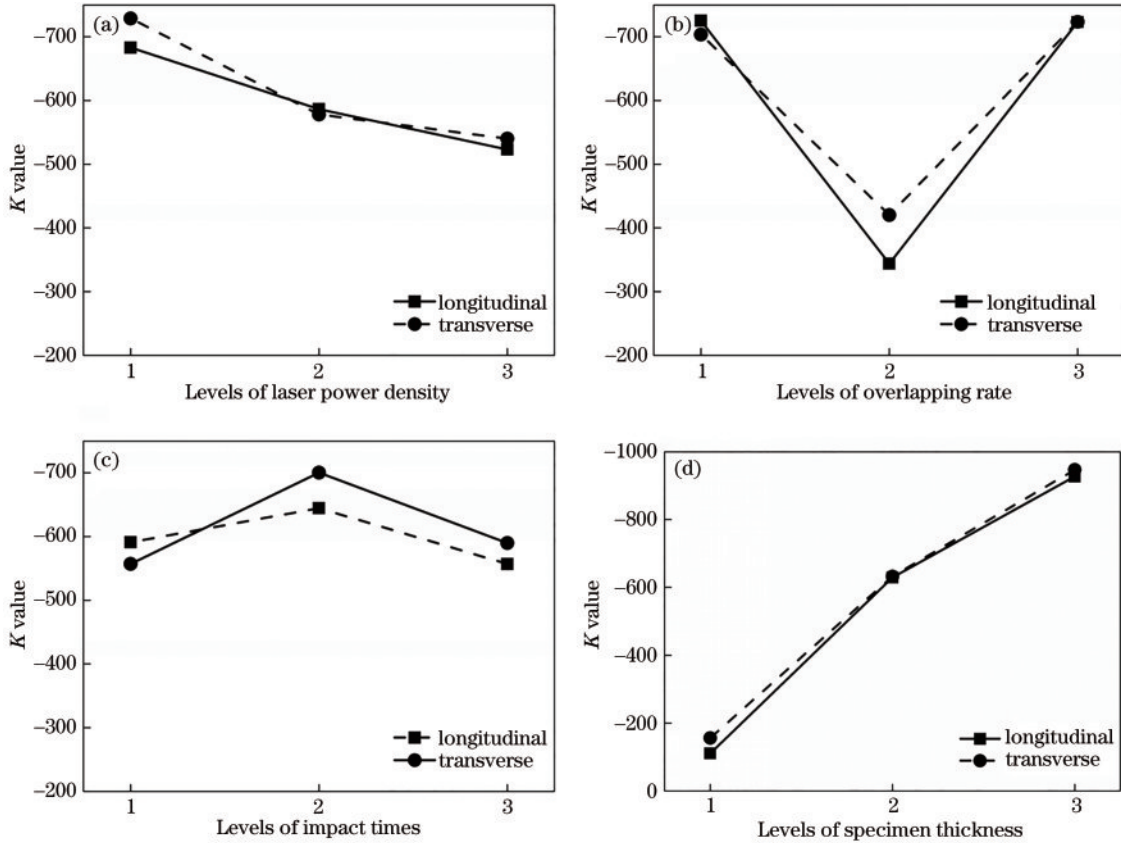 (a)
−700
−600
−500
−400
−300
−200
K value
longitudinal
transverse
1 2 3
Levels of laser power density
(b)
−700
−600
−500
−400
−300
−200
K value
longitudinal
transverse
1 2 3
Levels of overlapping rate
(c)
−700
−600
−500
−400
−300
−200
K value
longitudinal
transverse
1 2 3
Levels of impact times
(d)
−1000
−800
−600
−400
−200
0
K value
longitudinal
transverse
1 2 3
Levels of specimen thickness